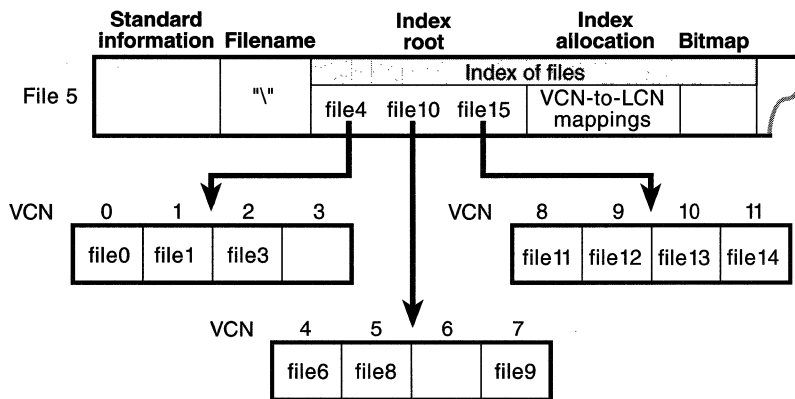 Standard information
Filename
Index root
Index allocation
Bitmap
File 5
"\"
Index of files
file4 file10 file15
VCN-to-LCN mappings
VCN 0 1 2 3
file0 file1 file3
VCN 8 9 10 11
file11 file12 file13 file14
VCN 4 5 6 7
file6 file8 file9